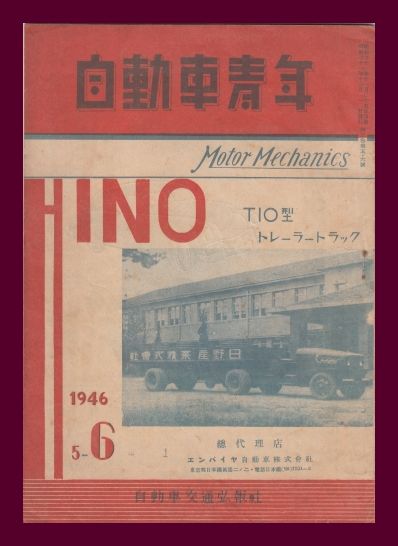 自動車青年
Motor Mechanics
HINO
T10型
トレーラートラック
社會式株業産野日
1946
5-6
1
総代理店
エンパイヤ自動車株式會社
自動車交通弘報社